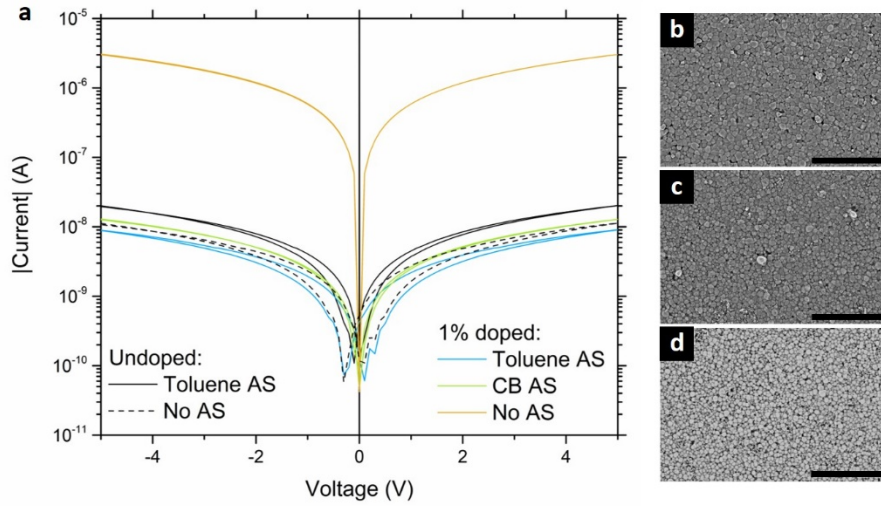 a
10⁻⁵
10⁻⁶
10⁻⁷
10⁻⁸
10⁻⁹
10⁻¹⁰
10⁻¹¹
|Current| (A)
Undoped:
Toluene AS
No AS
1% doped:
Toluene AS
CB AS
No AS
-4 -2 0 2 4
Voltage (V)
b
c
d